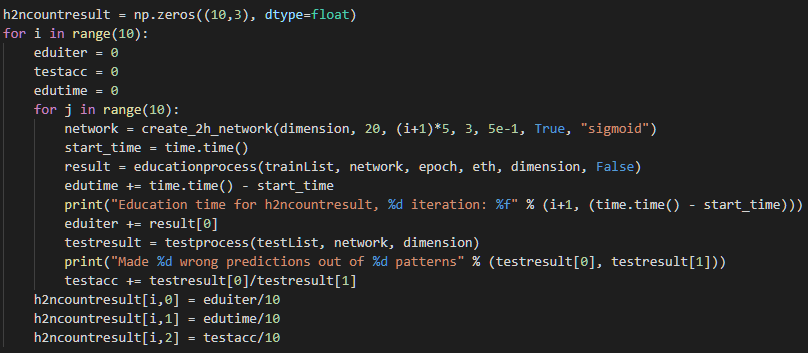 h2ncountresult = np.zeros((10,3), dtype=float)
for i in range(10):
    eduiter = 0
    testacc = 0
    edutime = 0
    for j in range(10):
        network = create_2h_network(dimension, 20, (i+1)*5, 3, 5e-1, True, "sigmoid")
        start_time = time.time()
        result = educationprocess(trainList, network, epoch, eth, dimension, False)
        edutime += time.time() - start_time
        print("Education time for h2ncountresult, %d iteration: %f" % (i+1, (time.time() - start_time)))
        eduiter += result[0]
        testresult = testprocess(testList, network, dimension)
        print("Made %d wrong predictions out of %d patterns" % (testresult[0], testresult[1]))
        testacc += testresult[0]/testresult[1]
    h2ncountresult[i,0] = eduiter/10
    h2ncountresult[i,1] = edutime/10
    h2ncountresult[i,2] = testacc/10